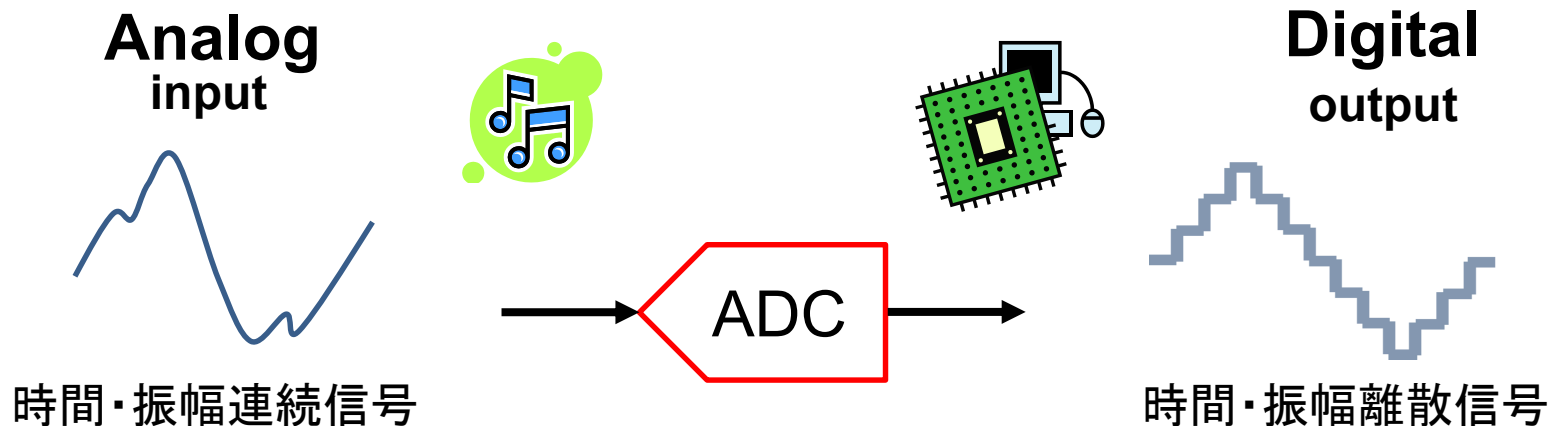 Analog
input
Digital
output
ADC
時間・振幅連続信号
時間・振幅離散信号